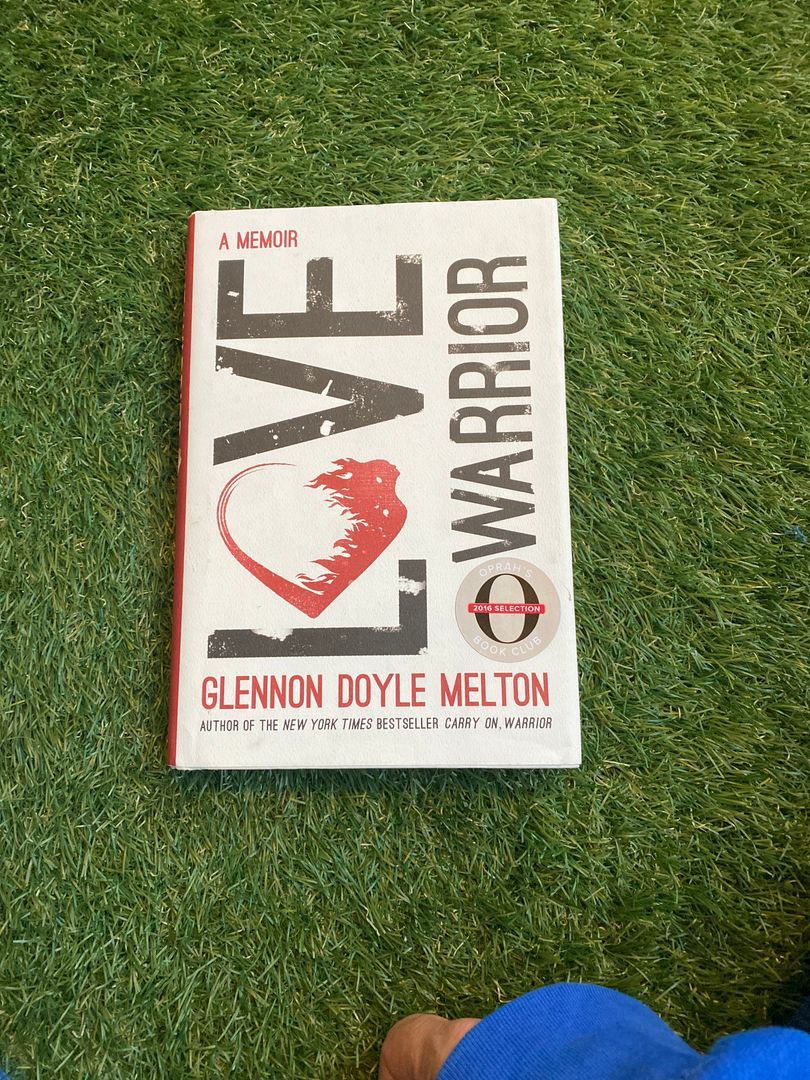 A MEMOIR
LOVE
WARRIOR
OPRAH'S
2016 SELECTION
O
BOOK CLUB
GLENNON DOYLE MELTON
AUTHOR OF THE NEW YORK TIMES BESTSELLER CARRY ON, WARRIOR